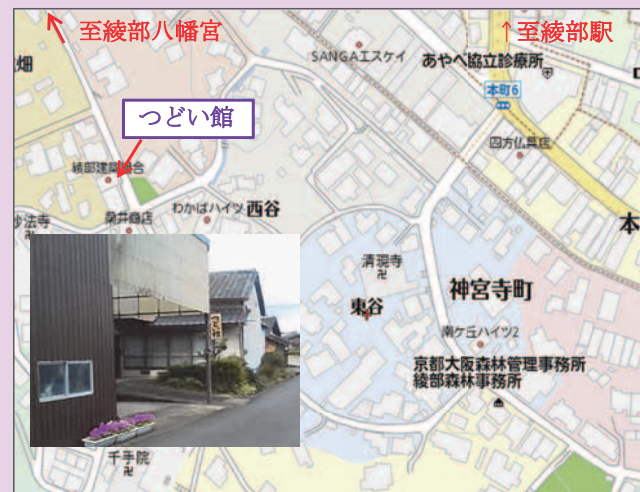 至綾部八幡宮
↑至綾部駅
SANGAエスケイ
あやべ協立診療所
畑
本町6
つどい館
四方仏具店
綾部建築組合
わかばハイツ
西谷
桑井商店
妙法寺
本
清現寺
神宮寺町
東谷
南ケ丘ハイツ2
京都大阪森林管理事務所
綾部森林事務所
千手院